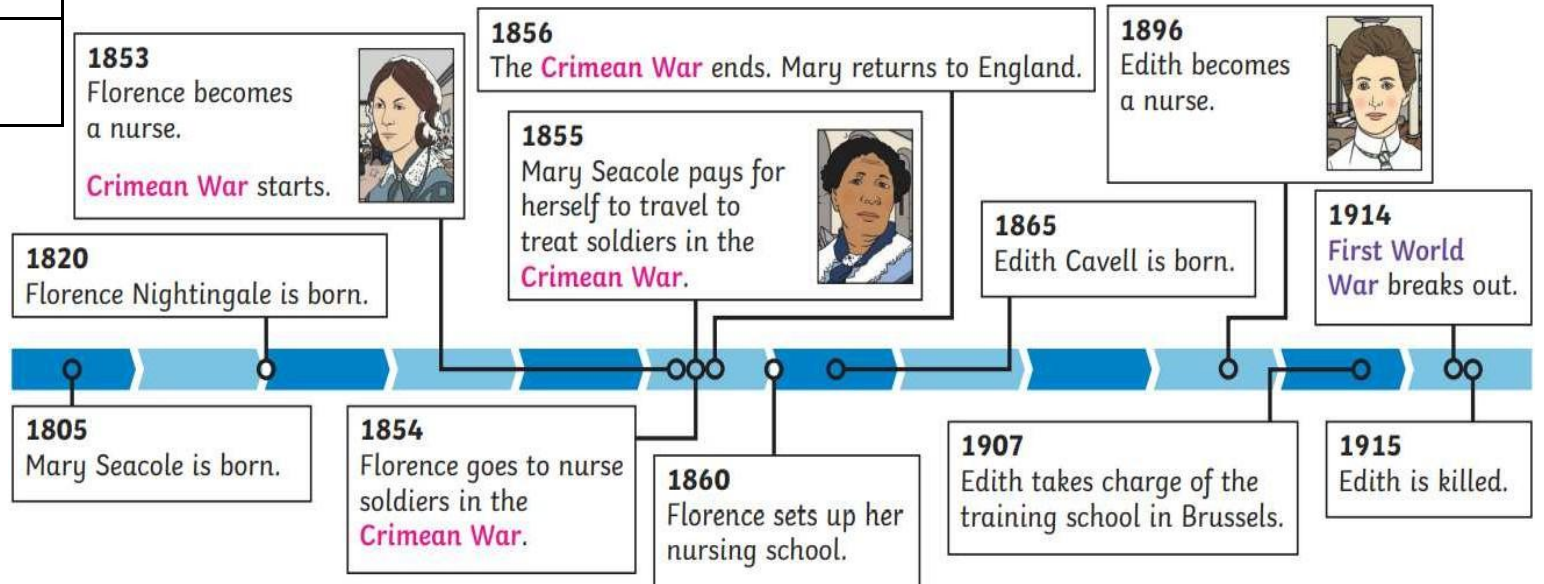 1853
Florence becomes
a nurse.
Crimean War starts.
1856
The Crimean War ends. Mary returns to England.
1896
Edith becomes
a nurse.
1855
Mary Seacole pays for
herself to travel to
treat soldiers in the
Crimean War.
1820
Florence Nightingale is born.
1865
Edith Cavell is born.
1914
First World
War breaks out.
1805
Mary Seacole is born.
1854
Florence goes to nurse
soldiers in the
Crimean War.
1860
Florence sets up her
nursing school.
1907
Edith takes charge of the
training school in Brussels.
1915
Edith is killed.